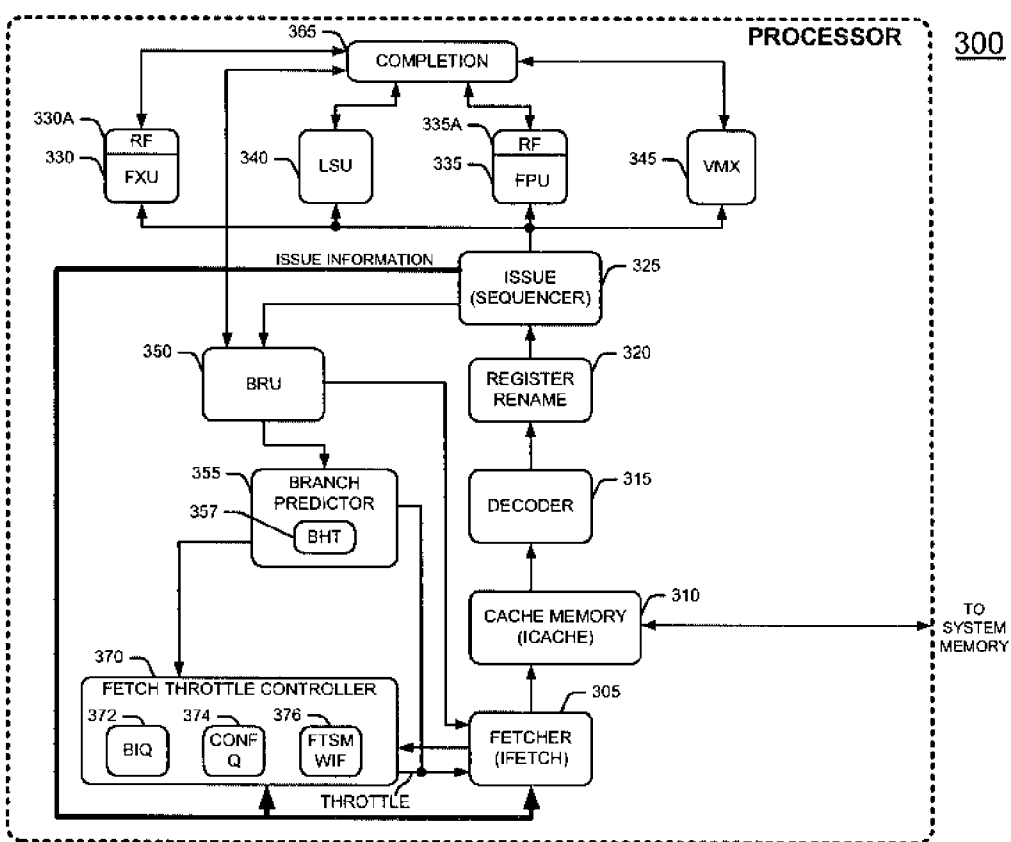 PROCESSOR
300
365
COMPLETION
330A
RF
330
FXU
340
LSU
335A
RF
335
FPU
345
VMX
ISSUE INFORMATION
ISSUE
(SEQUENCER)
325
350
BRU
REGISTER
RENAME
320
355
BRANCH
PREDICTOR
357
BHT
DECODER
315
CACHE MEMORY
(ICACHE)
310
TO
SYSTEM
MEMORY
370
FETCH THROTTLE CONTROLLER
372
BIQ
374
CONF
Q
376
FTSM
WIF
THROTTLE
FETCHER
(IFETCH)
305